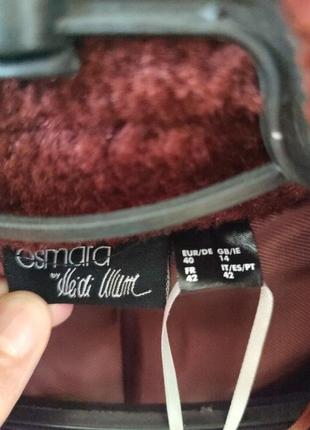 esmara
by Heidi Klum
EUR/DE GB/IE
40 14
FR IT/ES/PT
42 42